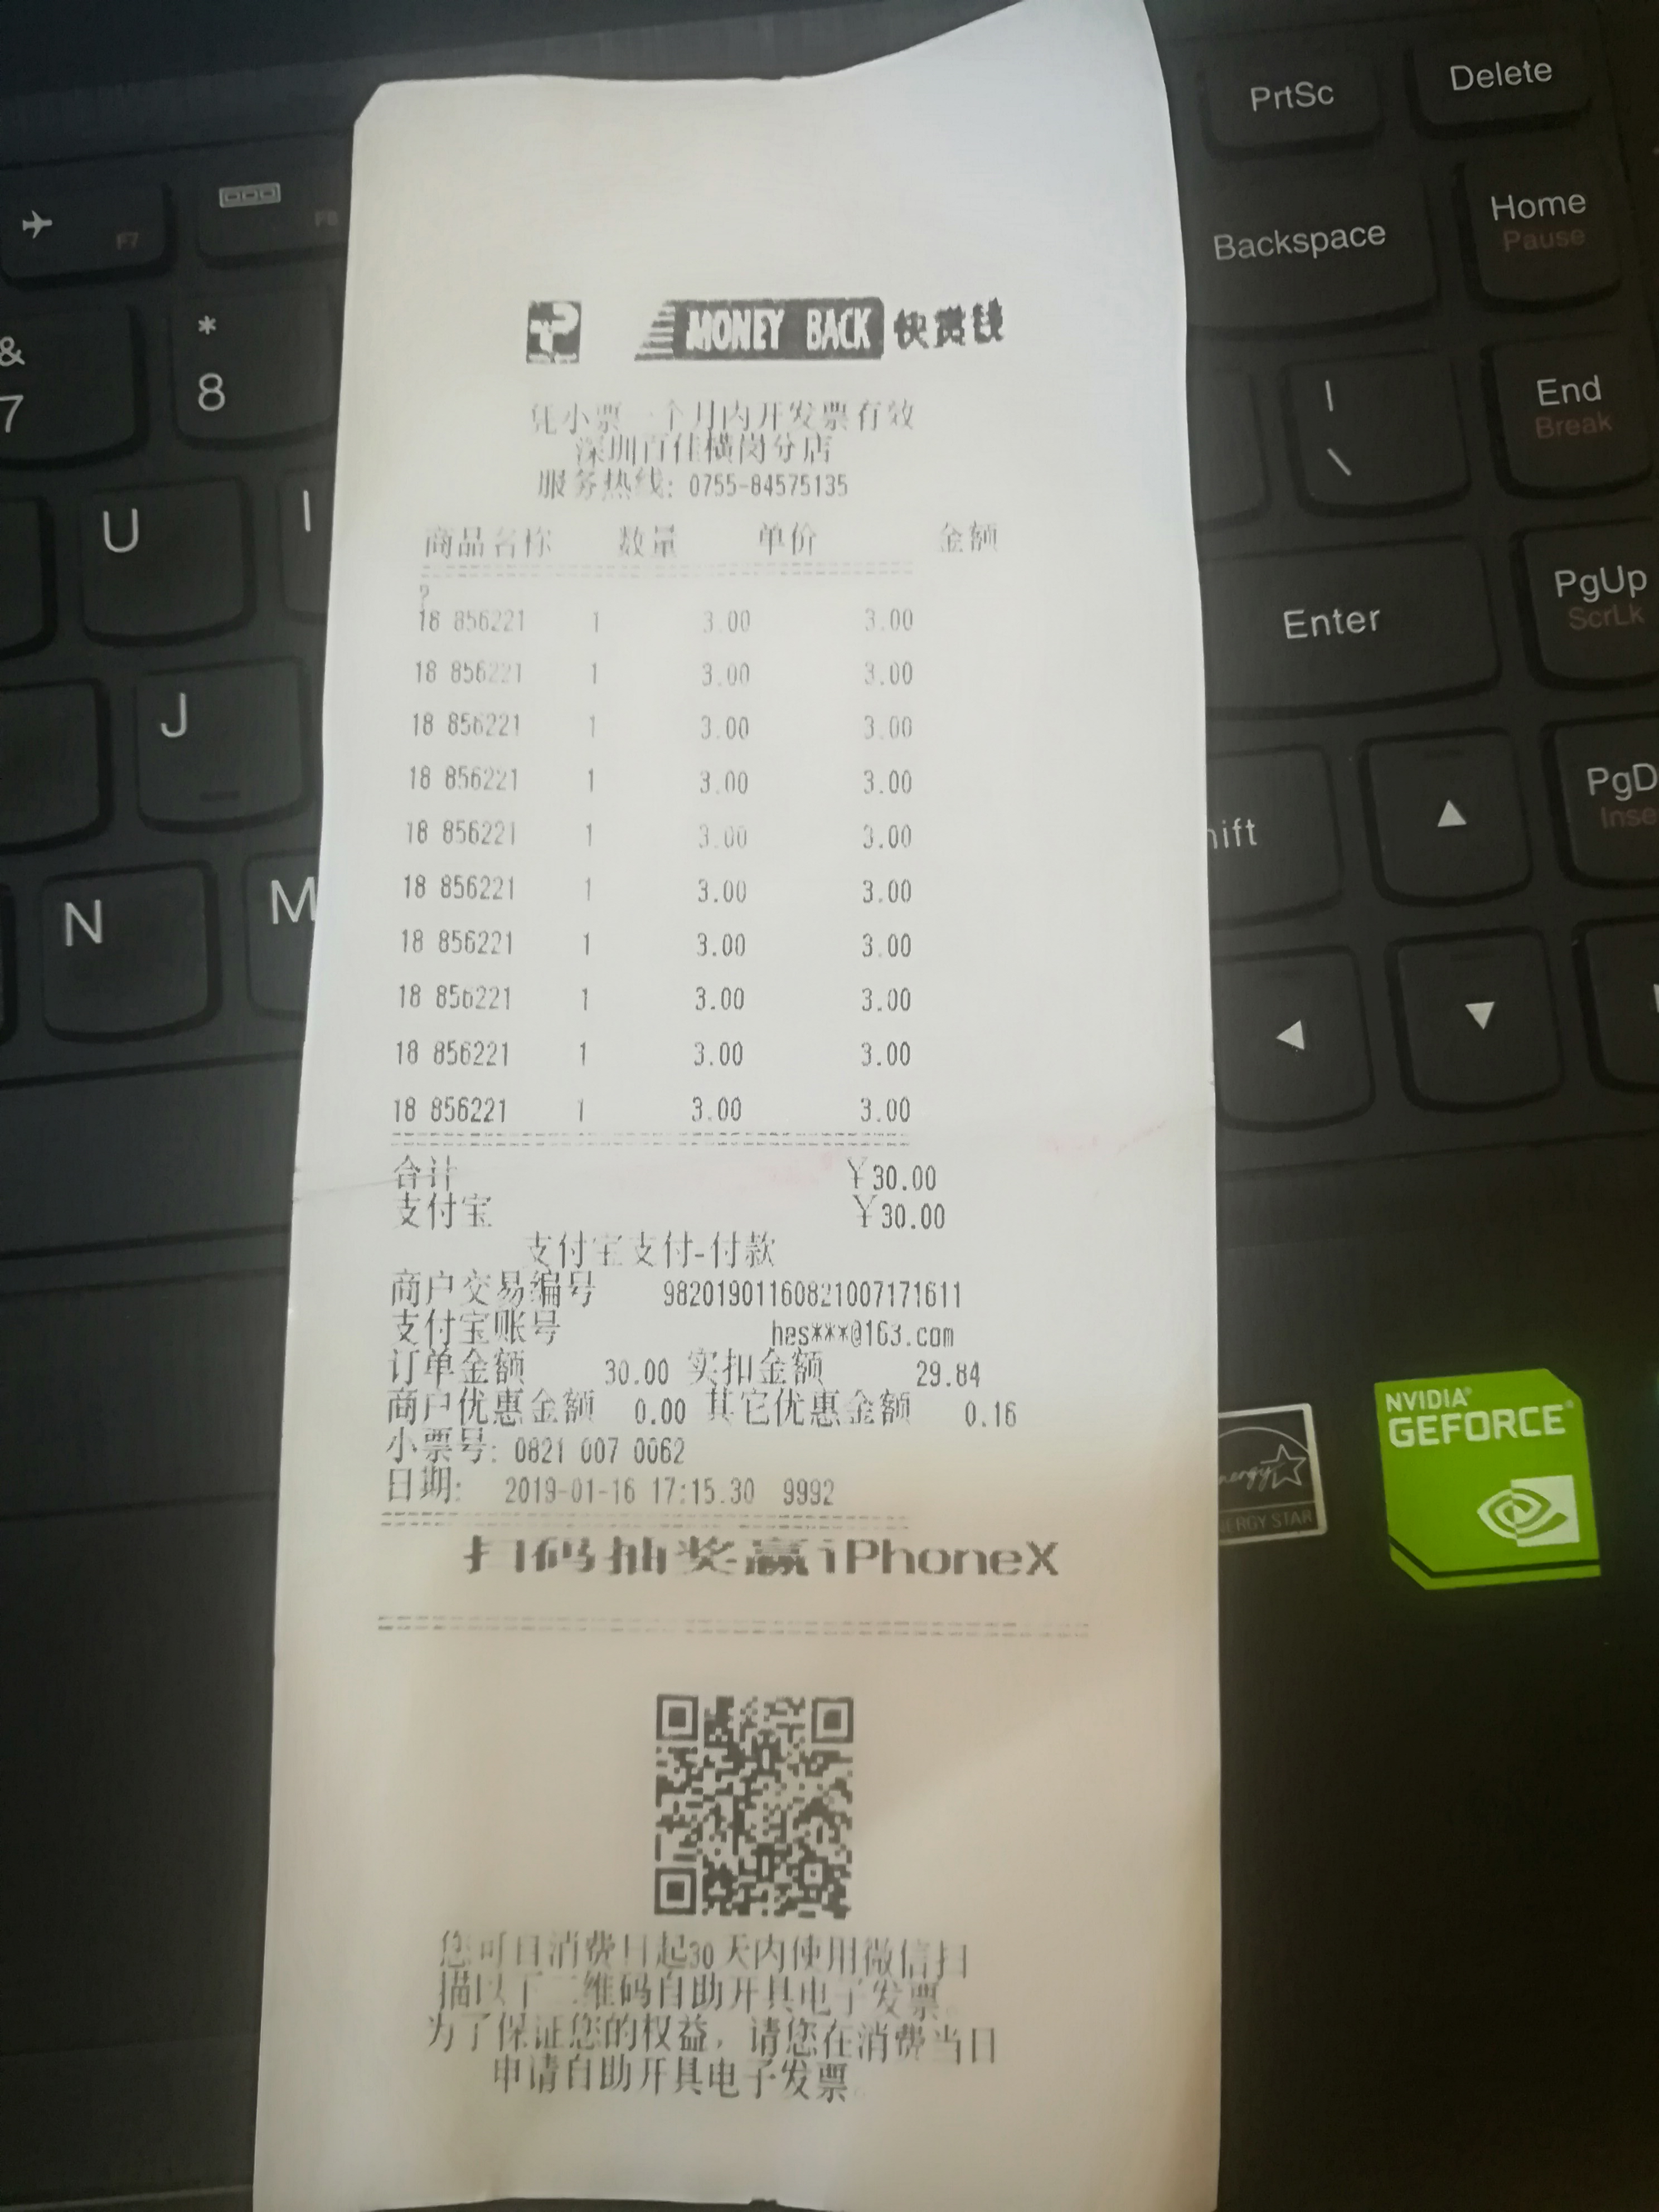 PrtSc
Delete
F7
F8
Backspace
Home
Pause
&
7
*
8
|
\
End
Break
U
I
Enter
PgUp
ScrLk
J
hift
PgD
Inse
N
M
P
MONEY BACK 快赏钱
凭小票一个月内开发票有效
深圳百佳横岗分店
服务热线: 0755-84575135
商品名称 数量 单价 金额
?
18 856221 1 3.00 3.00
18 856221 1 3.00 3.00
18 856221 1 3.00 3.00
18 856221 1 3.00 3.00
18 856221 1 3.00 3.00
18 856221 1 3.00 3.00
18 856221 1 3.00 3.00
18 856221 1 3.00 3.00
18 856221 1 3.00 3.00
18 856221 1 3.00 3.00
合计 ¥30.00
支付宝 ¥30.00
支付宝支付-付款
商户交易编号 982019011608210071​71611
支付宝账号 hes***@163.com
订单金额 30.00 实扣金额 29.84
商户优惠金额 0.00 其它优惠金额 0.16
小票号: 0821 007 0062
日期: 2019-01-16 17:15.30 9992
扫码抽奖赢iPhoneX
您可自消费日起30天内使用微信扫
描以下二维码自助开具电子发票。
为了保证您的权益，请您在消费当日
申请自助开具电子发票。
NVIDIA®
GEFORCE®
energy
ENERGY STAR